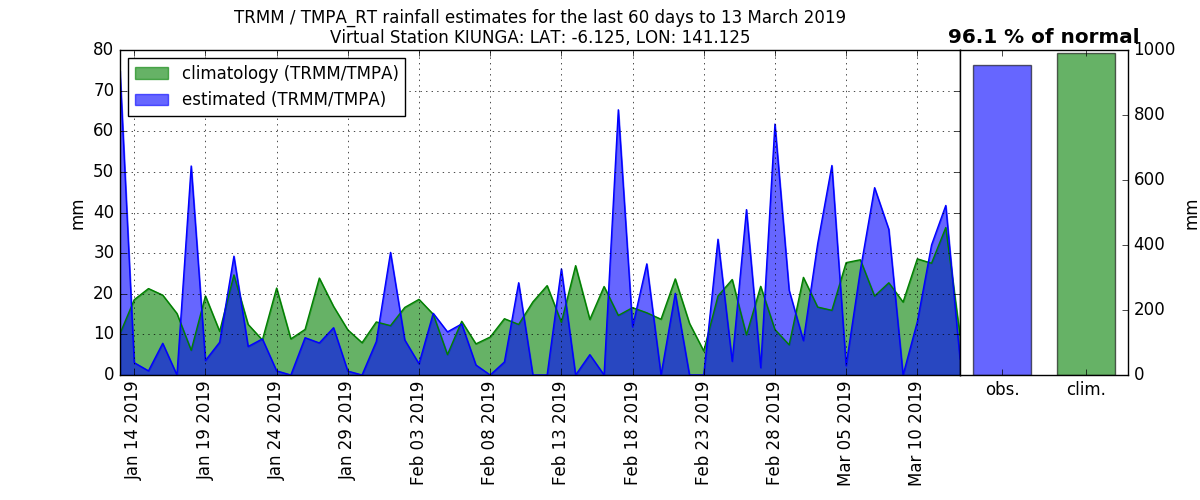 TRMM / TMPA_RT rainfall estimates for the last 60 days to 13 March 2019
Virtual Station KIUNGA: LAT: -6.125, LON: 141.125
96.1 % of normal
climatology (TRMM/TMPA)
estimated (TRMM/TMPA)
80
70
60
50
40
30
20
10
0
mm
Jan 14 2019
Jan 19 2019
Jan 24 2019
Jan 29 2019
Feb 03 2019
Feb 08 2019
Feb 13 2019
Feb 18 2019
Feb 23 2019
Feb 28 2019
Mar 05 2019
Mar 10 2019
obs.
clim.
1000
800
600
400
200
0
mm